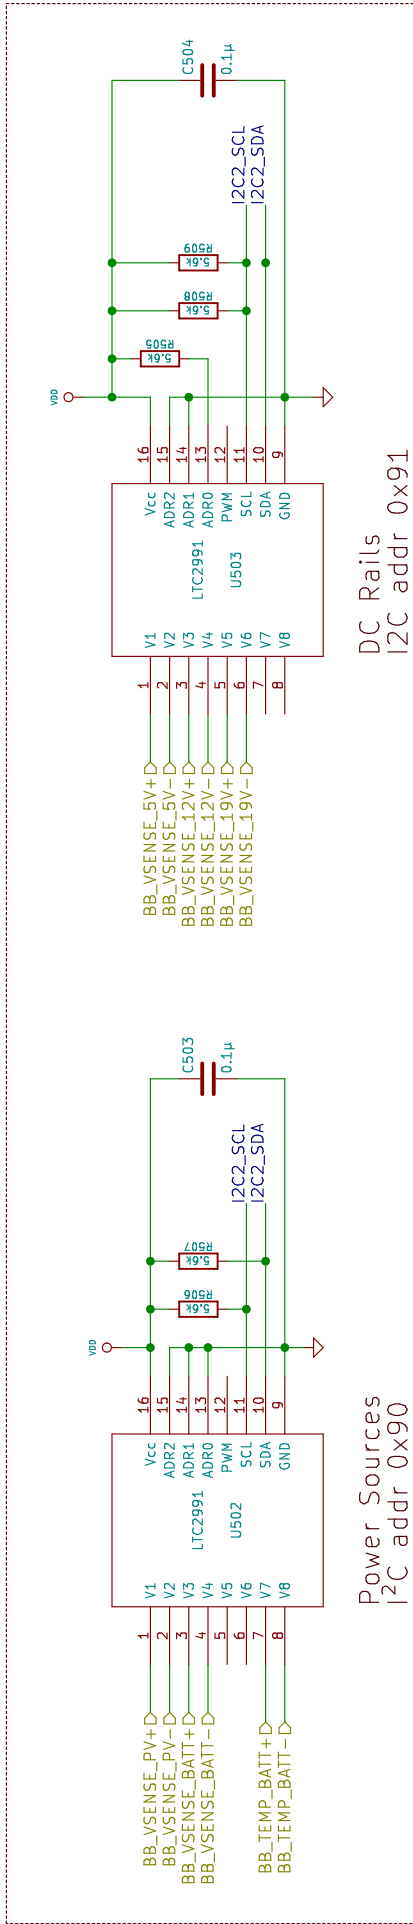 C504
0.1µ
I2C2_SCL
I2C2_SDA
R509
5.6k
R508
5.6k
R505
5.6k
VDD
16
15
14
13
12
11
10
9
Vcc
ADR2
ADR1
ADR0
PWM
SCL
SDA
GND
LTC2991
U503
V1
V2
V3
V4
V5
V6
V7
V8
1
2
3
4
5
6
7
8
BB_VSENSE_5V+
BB_VSENSE_5V-
BB_VSENSE_12V+
BB_VSENSE_12V-
BB_VSENSE_19V+
BB_VSENSE_19V-
DC Rails
I2C addr 0x91
C503
0.1µ
I2C2_SCL
I2C2_SDA
R507
5.6k
R506
5.6k
VDD
16
15
14
13
12
11
10
9
Vcc
ADR2
ADR1
ADR0
PWM
SCL
SDA
GND
LTC2991
U502
V1
V2
V3
V4
V5
V6
V7
V8
1
2
3
4
5
6
7
8
BB_VSENSE_PV+
BB_VSENSE_PV-
BB_VSENSE_BATT+
BB_VSENSE_BATT-
BB_TEMP_BATT+
BB_TEMP_BATT-
Power Sources
I²C addr 0x90